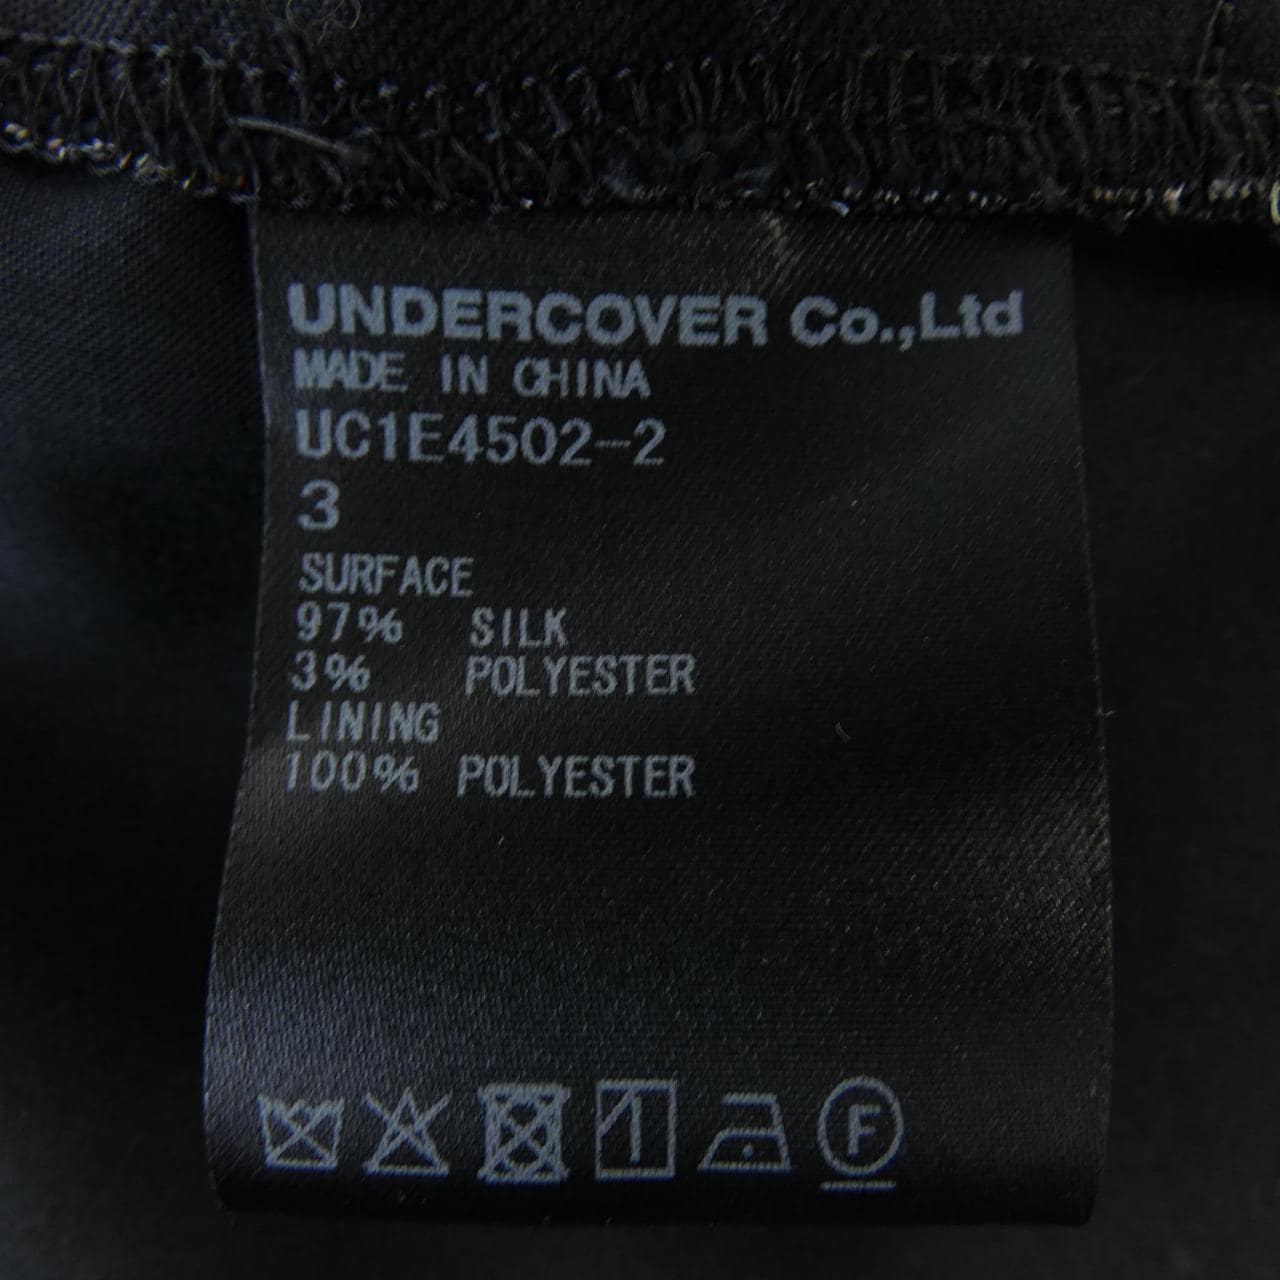 UNDERCOVER Co.,Ltd
MADE IN CHINA
UC1E4502-2
3
SURFACE
97% SILK
3% POLYESTER
LINING
100% POLYESTER
F